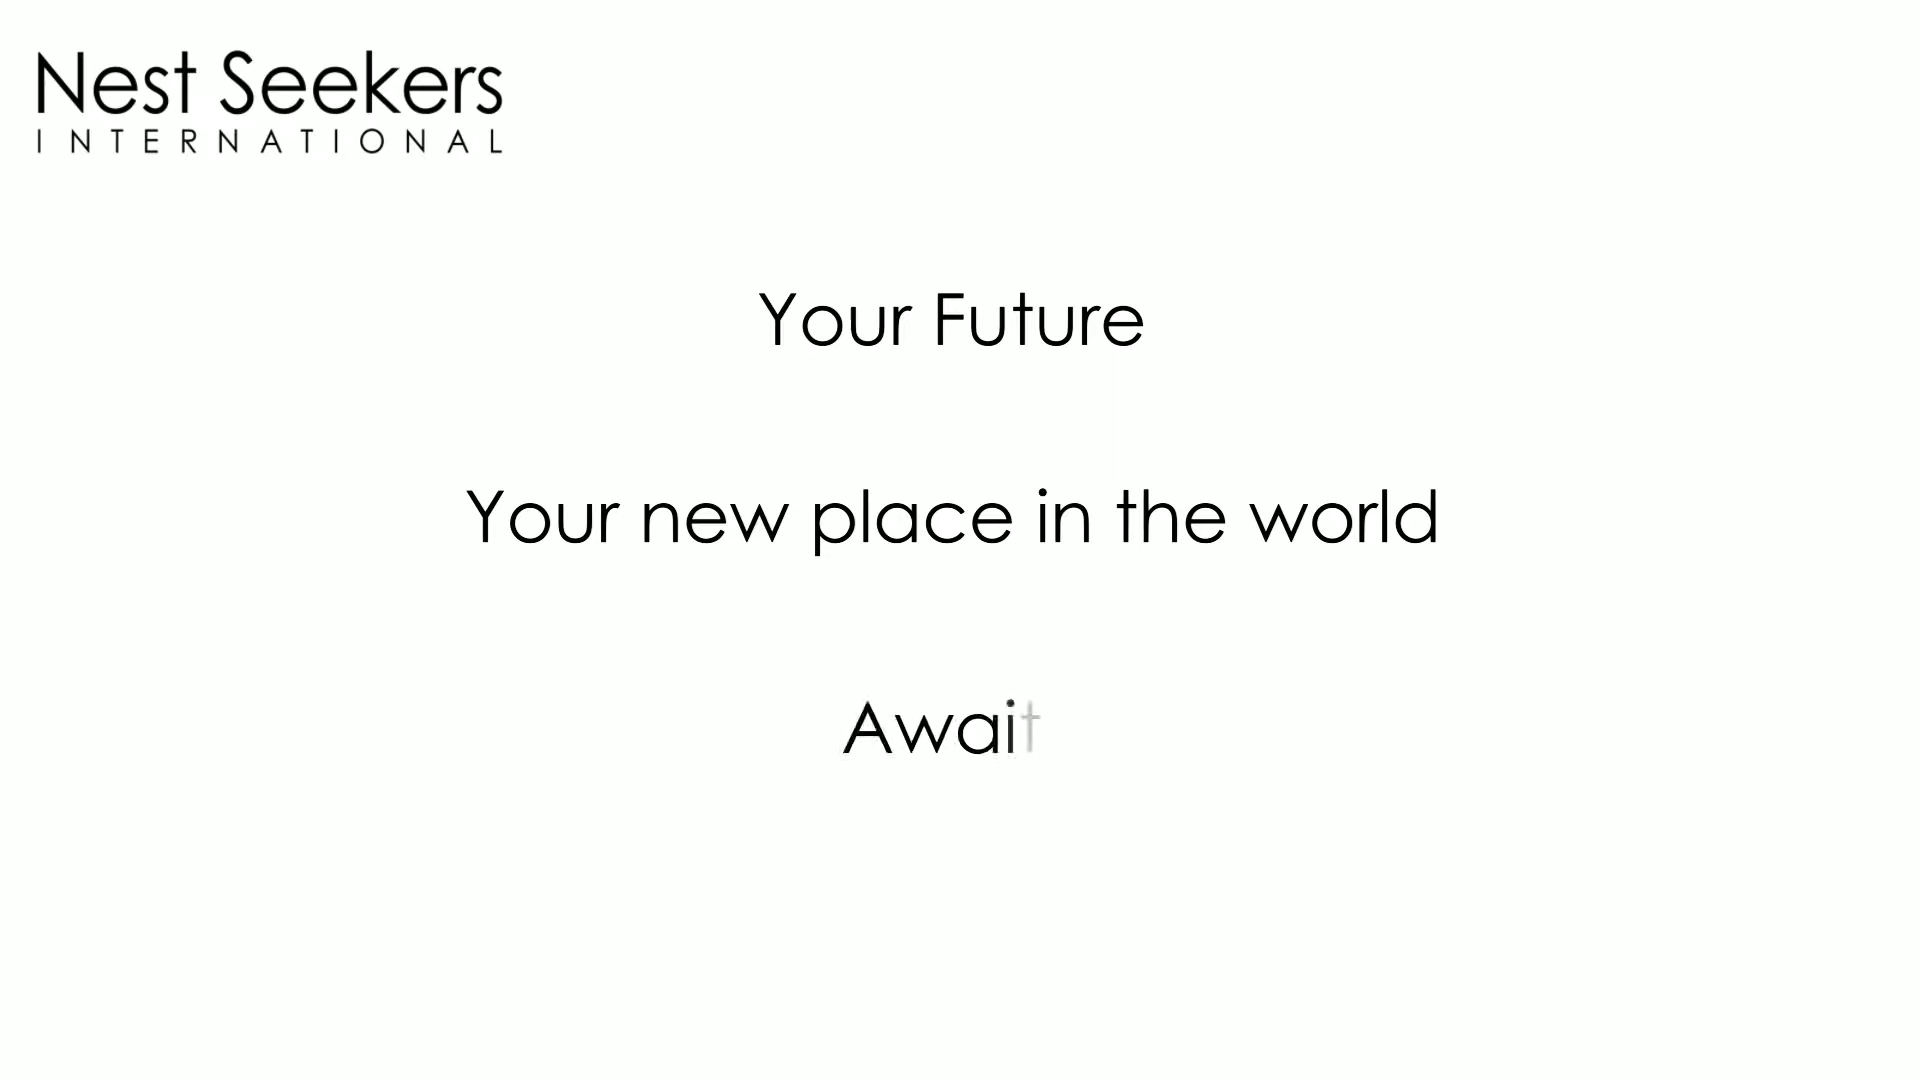 Nest Seekers
INTERNATIONAL
Your Future
Your new place in the world
Await